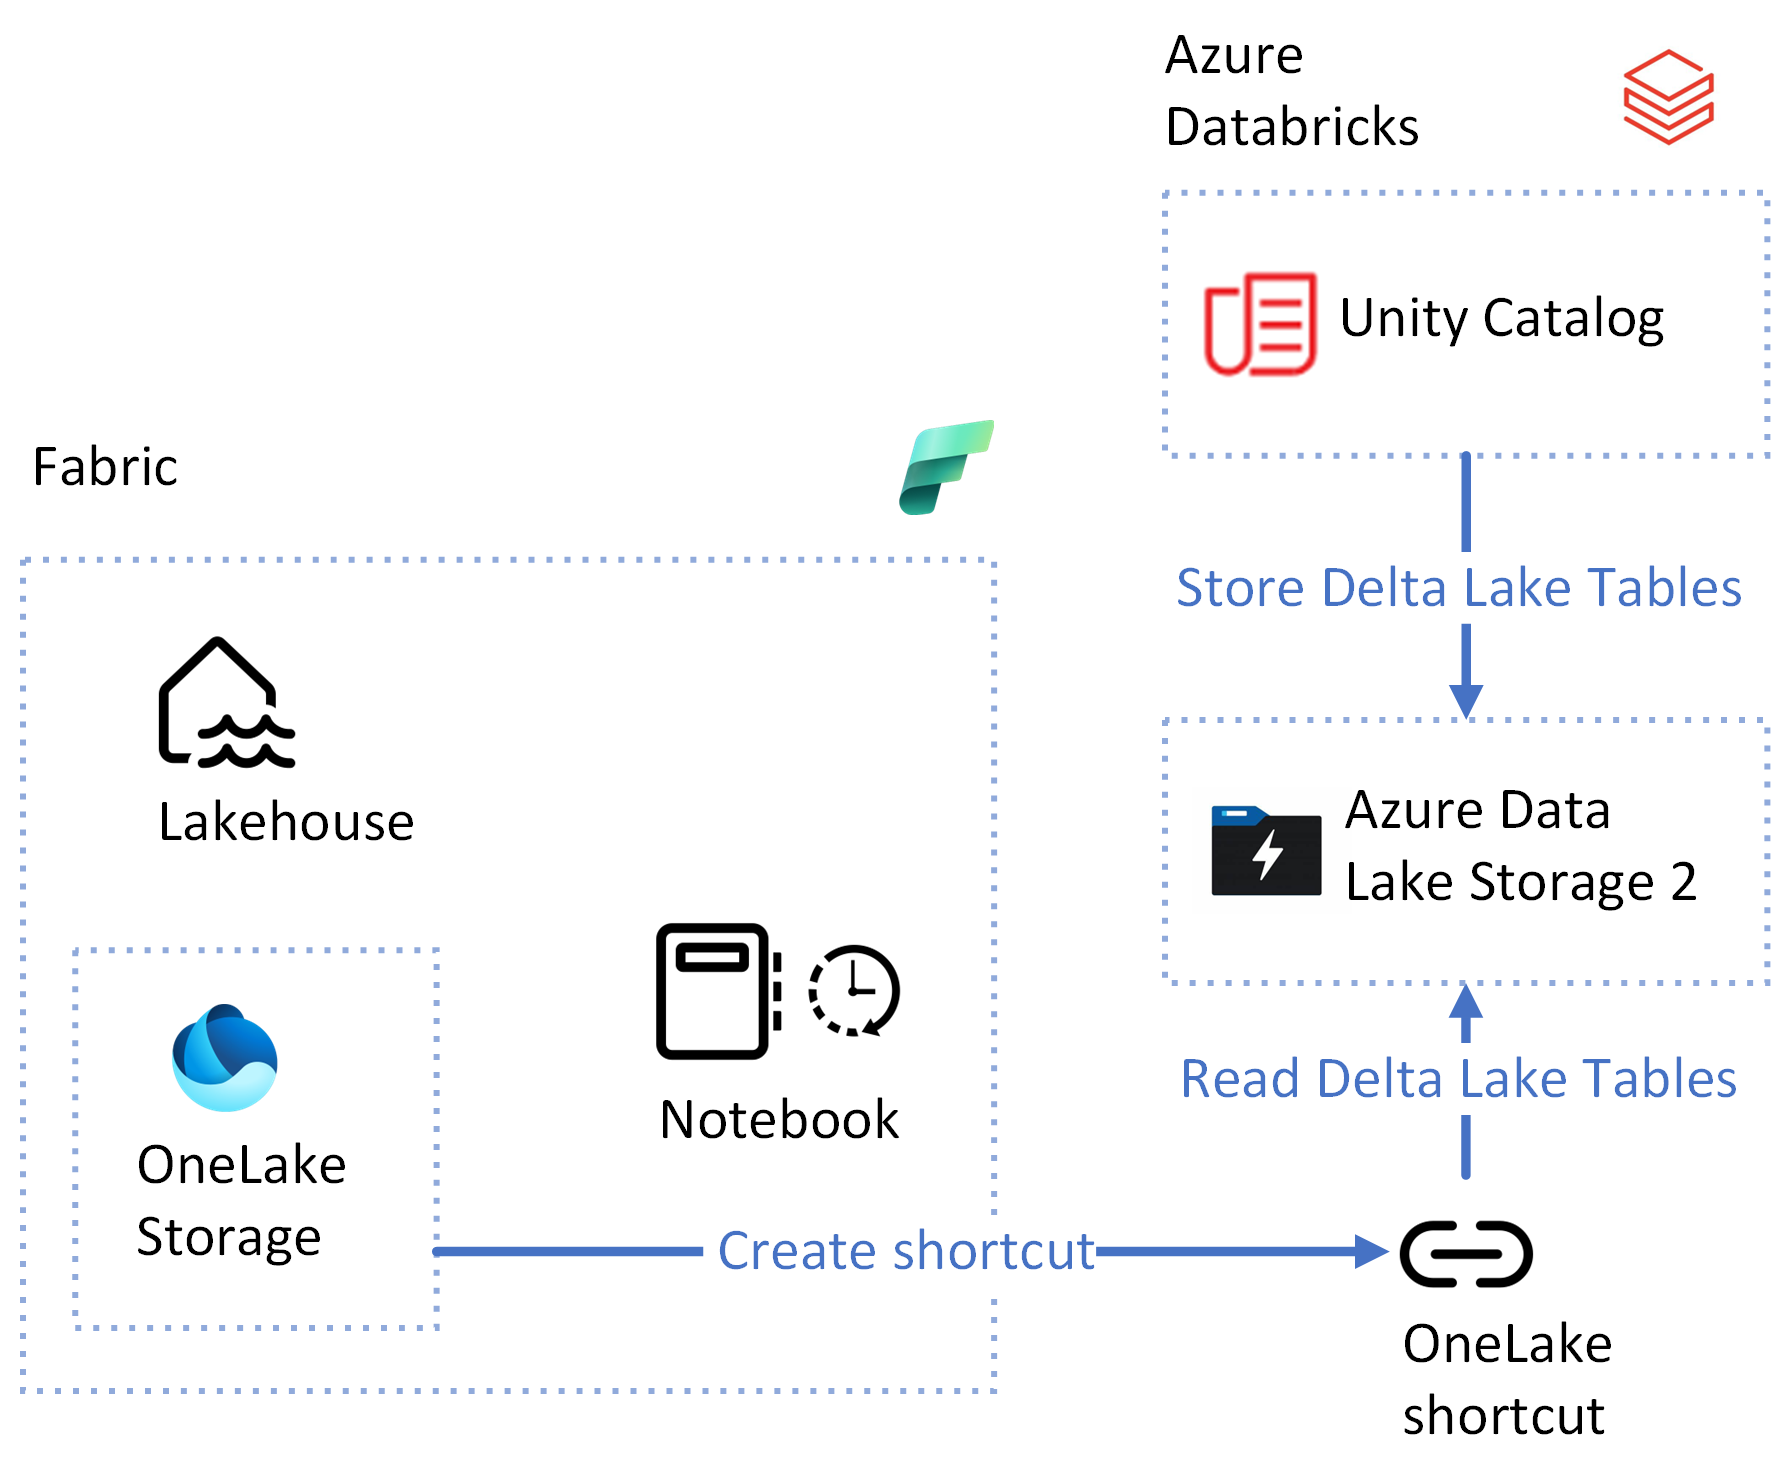 Azure
Databricks
Unity Catalog
Fabric
Store Delta Lake Tables
Lakehouse
Azure Data
Lake Storage 2
Notebook
Read Delta Lake Tables
OneLake
Storage
Create shortcut
OneLake
shortcut